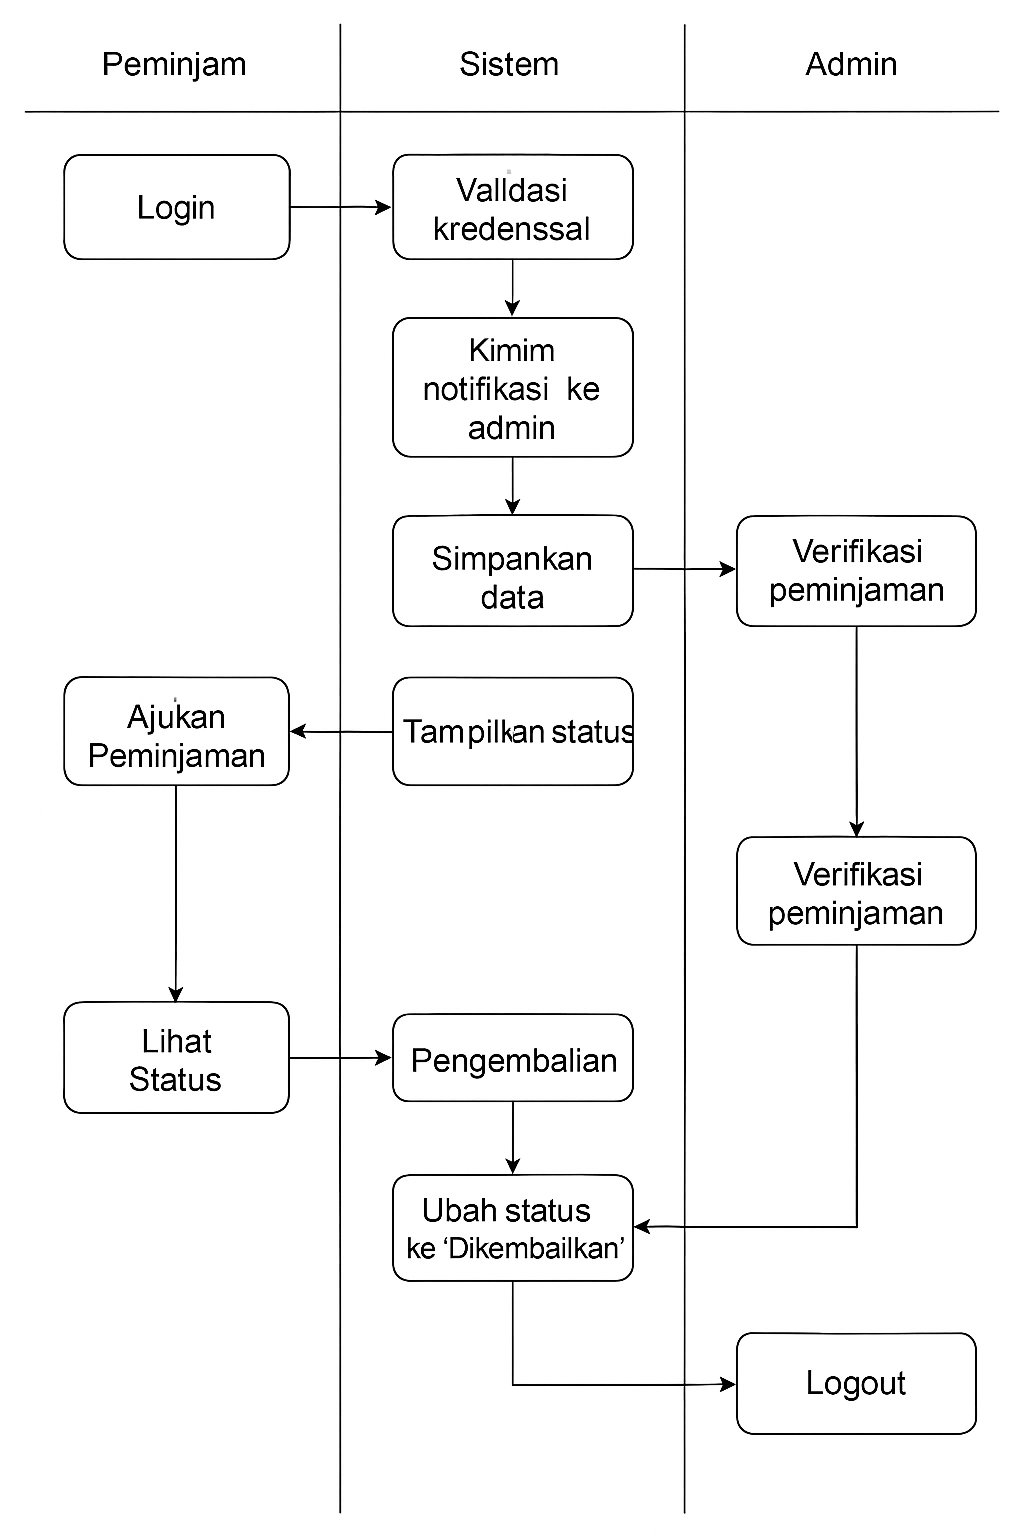 Peminjam
Sistem
Admin
Login
Valldasi
kredenssal
Kimim
notifikasi ke
admin
Simpankan
data
Verifikasi
peminjaman
Ajukan
Peminjaman
Tampilkan status
Verifikasi
peminjaman
Lihat
Status
Pengembalian
Ubah status
ke ‘Dikembailkan’
Logout